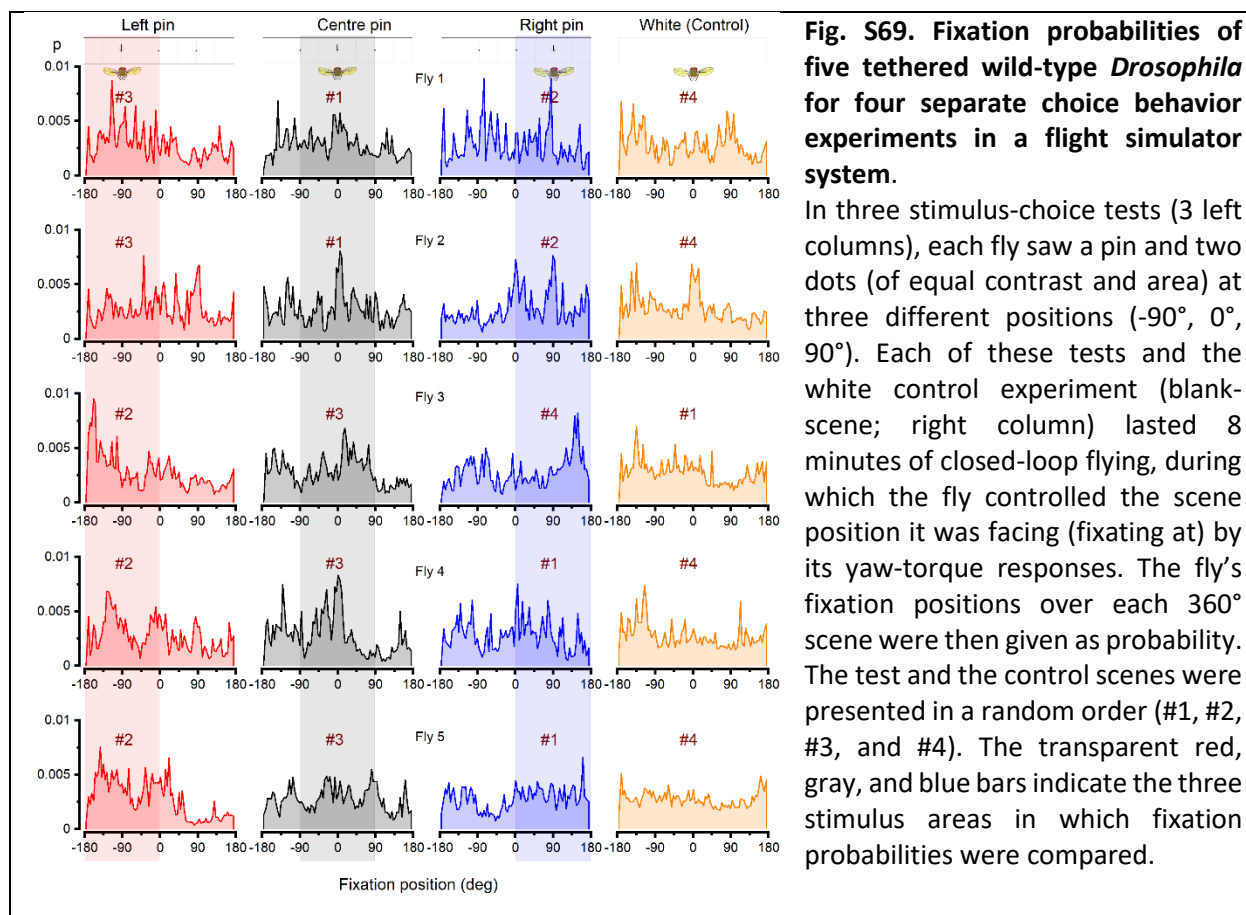 Left pin Centre pin Right pin White (Control)
p
0.01 Fly 1
#3 #1 #2 #4
0.005
0
-180 -90 0 90 180 -180 -90 0 90 180 -180 -90 0 90 180 -180 -90 0 90 180
0.01 Fly 2
#3 #1 #2 #4
0.005
0
-180 -90 0 90 180 -180 -90 0 90 180 -180 -90 0 90 180 -180 -90 0 90 180
0.01 Fly 3
#2 #3 #4 #1
0.005
0
-180 -90 0 90 180 -180 -90 0 90 180 -180 -90 0 90 180 -180 -90 0 90 180
0.01 Fly 4
#2 #3 #1 #4
0.005
0
-180 -90 0 90 180 -180 -90 0 90 180 -180 -90 0 90 180 -180 -90 0 90 180
0.01 Fly 5
#2 #3 #1 #4
0.005
0
-180 -90 0 90 180 -180 -90 0 90 180 -180 -90 0 90 180 -180 -90 0 90 180
Fixation position (deg)
Fig. S69. Fixation probabilities of
five tethered wild-type Drosophila
for four separate choice behavior
experiments in a flight simulator
system.
In three stimulus-choice tests (3 left
columns), each fly saw a pin and two
dots (of equal contrast and area) at
three different positions (-90°, 0°,
90°). Each of these tests and the
white control experiment (blank-
scene; right column) lasted 8
minutes of closed-loop flying, during
which the fly controlled the scene
position it was facing (fixating at) by
its yaw-torque responses. The fly's
fixation positions over each 360°
scene were then given as probability.
The test and the control scenes were
presented in a random order (#1, #2,
#3, and #4). The transparent red,
gray, and blue bars indicate the three
stimulus areas in which fixation
probabilities were compared.